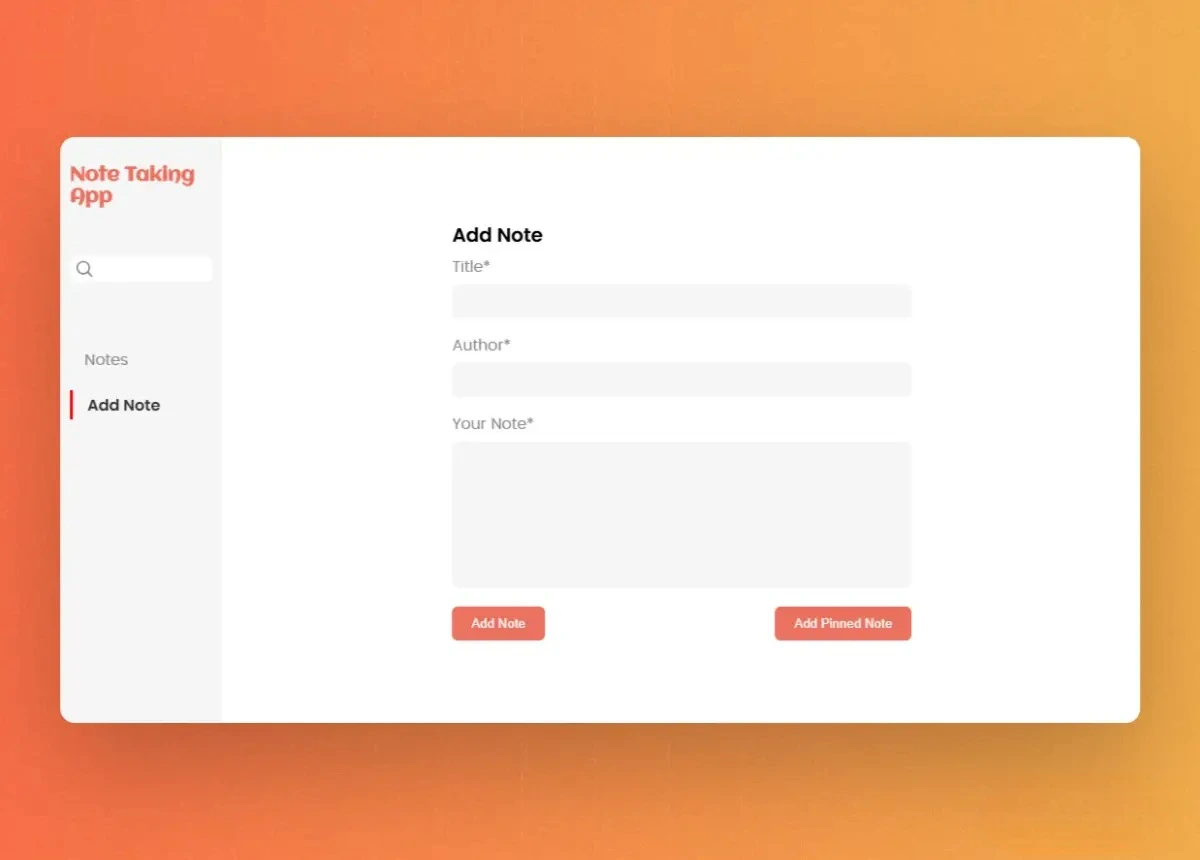 Note Taking
App
Notes
Add Note
Add Note
Title*
Author*
Your Note*
Add Note
Add Pinned Note